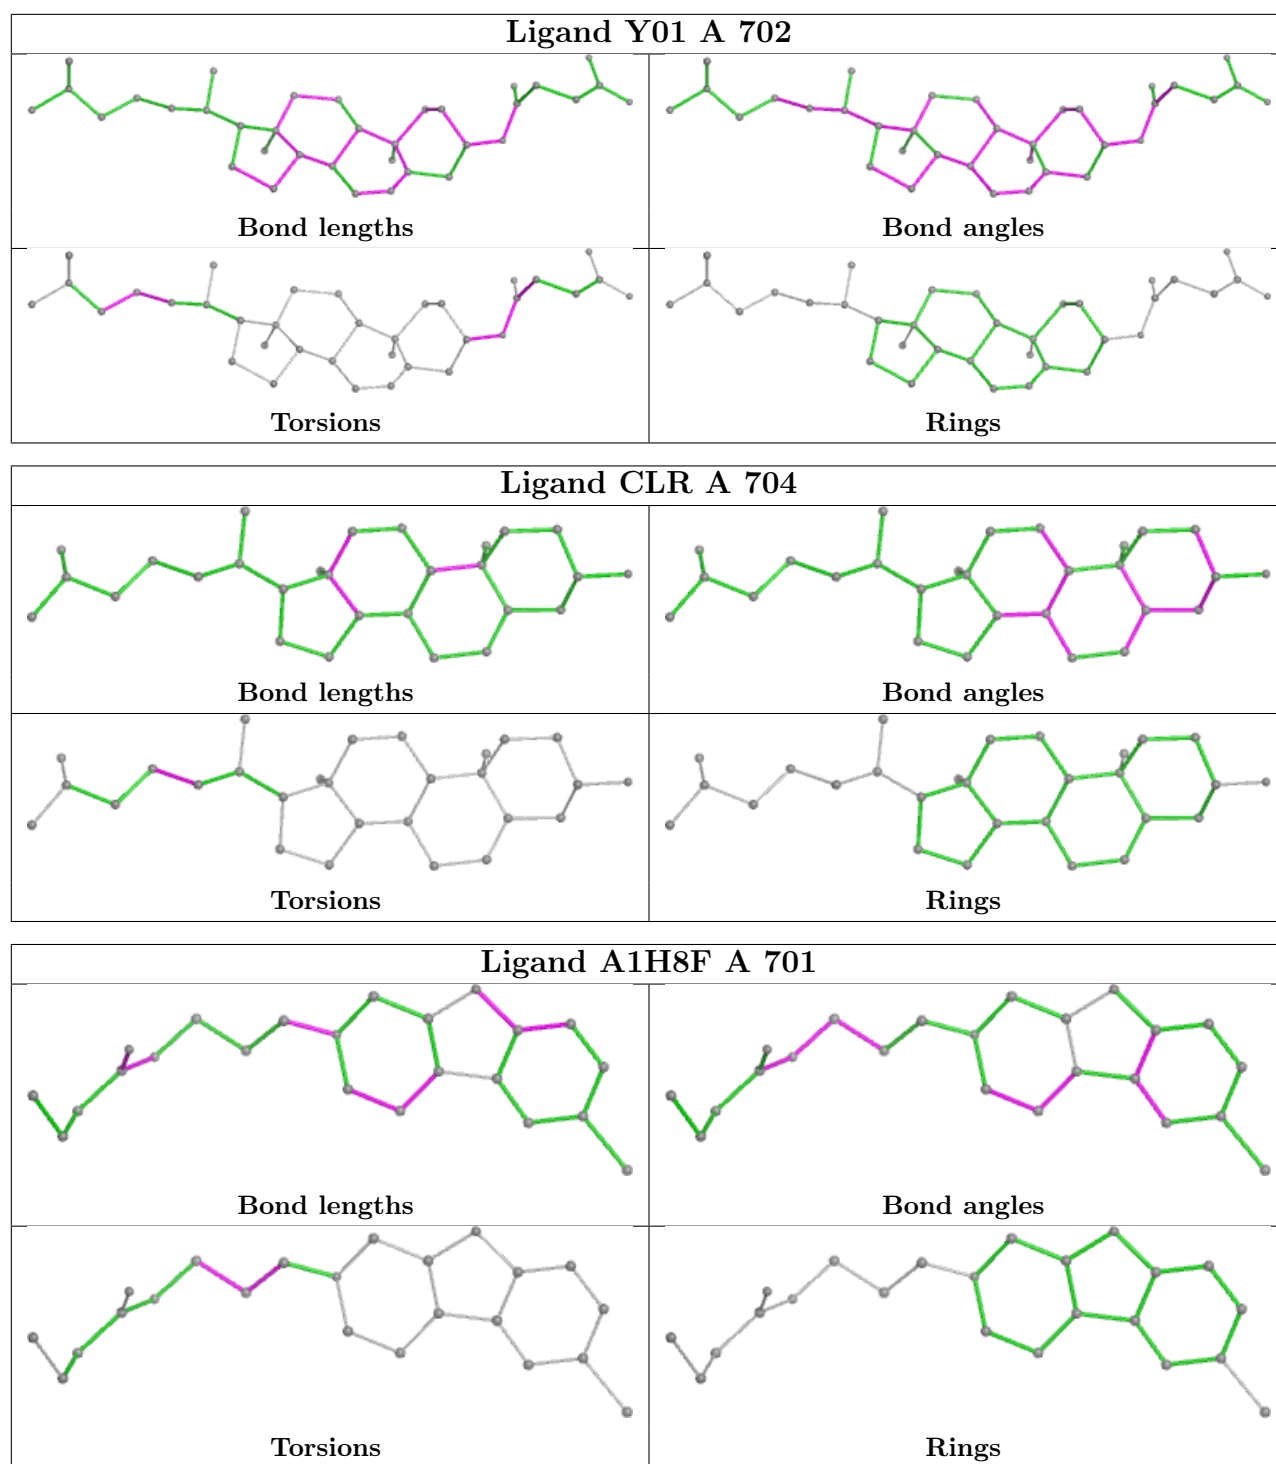 Ligand Y01 A 702
Bond lengths
Bond angles
Torsions
Rings
Ligand CLR A 704
Bond lengths
Bond angles
Torsions
Rings
Ligand A1H8F A 701
Bond lengths
Bond angles
Torsions
Rings